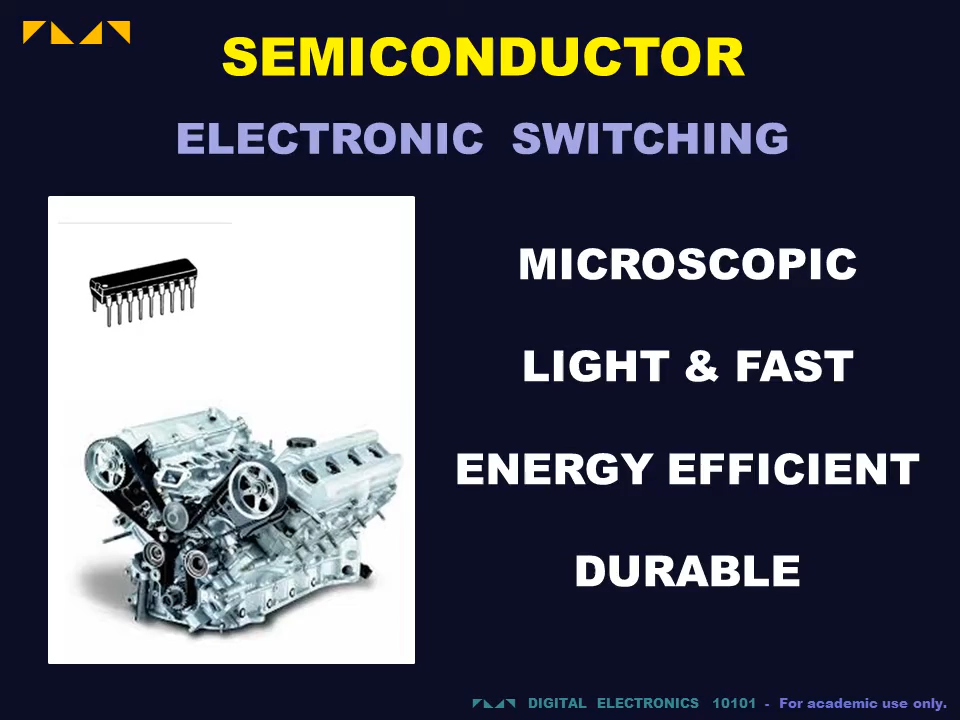 SEMICONDUCTOR
ELECTRONIC SWITCHING
MICROSCOPIC
LIGHT & FAST
ENERGY EFFICIENT
DURABLE
DIGITAL ELECTRONICS 10101 - For academic use only.